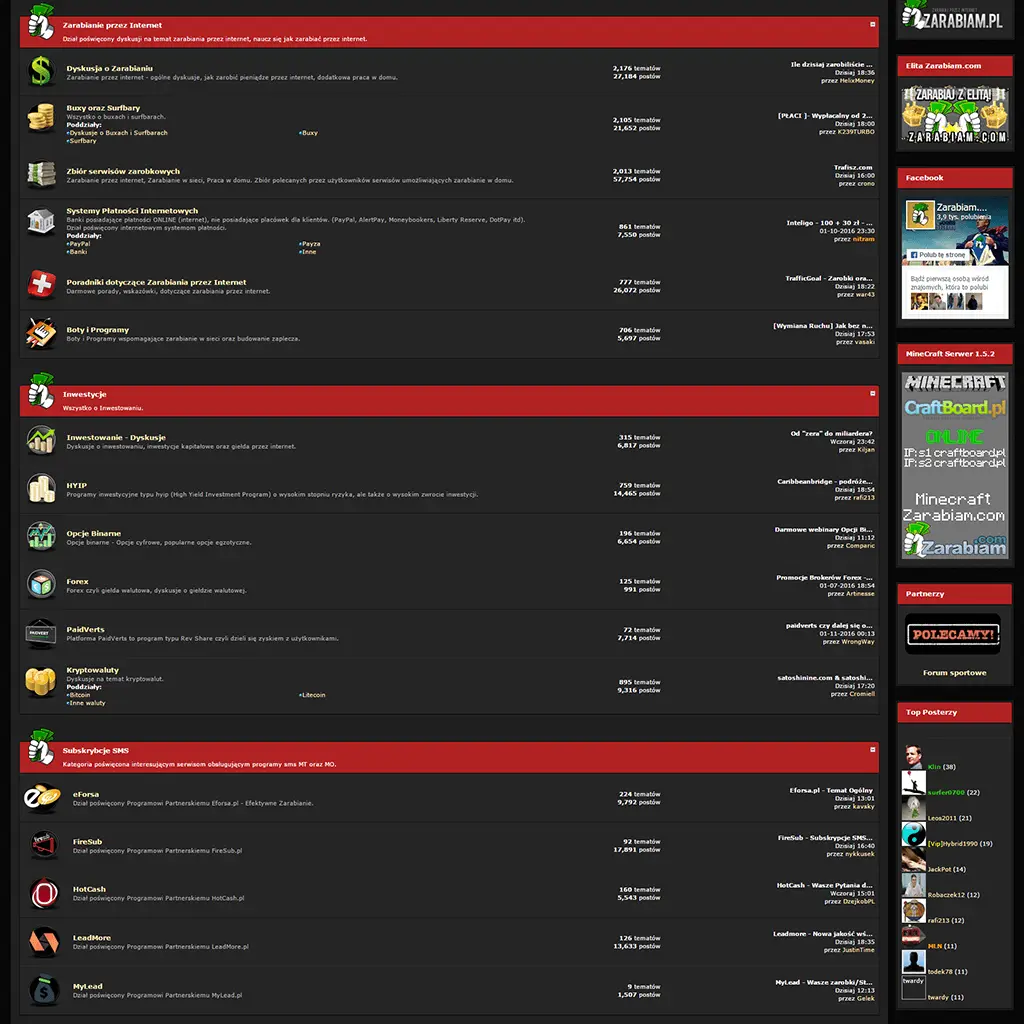 Zarabianie przez Internet
Dział poświęcony dyskusji na temat zarabiania przez internet, naucz się jak zarabiać przez internet.
Dyskusja o Zarabianiu
Zarabianie przez internet - ogólne dyskusje, jak zarobić pieniądze przez internet, dodatkowa praca w domu.
2,176 tematów
27,184 postów
Ile dzisiaj zarobiliście ...
Dzisiaj 18:36
przez HelixMoney
Buxy oraz Surfbary
Wszystko o buxach i surfbarach.
Poddziały:
Dyskusje o Buxach i Surfbarach
Buxy
Surfbary
2,105 tematów
21,652 postów
[PŁACI ]- Wypłacalny od 2...
Dzisiaj 18:00
przez K239TURBO
Zbiór serwisów zarobkowych
Zarabianie przez internet, Zarabianie w sieci, Praca w domu. Zbiór polecanych przez użytkowników serwisów umożliwiających zarabianie w domu.
2,013 tematów
57,754 postów
Trafisz.com
Dzisiaj 16:00
przez crono
Systemy Płatności Internetowych
Banki posiadające płatności ONLINE (internet), nie posiadające placówek dla klientów. (PayPal, AlertPay, Moneybookers, Liberty Reserve, DotPay itd).
Dział poświęcony internetowym systemom płatności.
Poddziały:
PayPal
Payza
Banki
Inne
861 tematów
7,550 postów
Inteligo - 100 + 30 zł - ...
01-10-2016 23:30
przez nitram
Poradniki dotyczące Zarabiania przez Internet
Darmowe porady, wskazówki, dotyczące zarabiania przez internet.
777 tematów
26,072 postów
TrafficGoal - Zarobki ora...
Dzisiaj 18:22
przez war43
Boty i Programy
Boty i Programy wspomagające zarabianie w sieci oraz budowanie zaplecza.
706 tematów
5,697 postów
[Wymiana Ruchu] Jak bez n...
Dzisiaj 17:53
przez vasaki
Inwestycje
Wszystko o Inwestowaniu.
Inwestowanie - Dyskusje
Dyskusje o inwestowaniu, inwestycje kapitałowe oraz giełda przez internet.
315 tematów
6,817 postów
Od "zera" do miliardera?
Wczoraj 23:42
przez Kiljan
HYIP
Programy inwestycyjne typu hyip (High Yield Investment Program) o wysokim stopniu ryzyka, ale także o wysokim zwrocie inwestycji.
759 tematów
14,465 postów
Caribbeanbridge - podróże...
Dzisiaj 18:54
przez rafi213
Opcje Binarne
Opcje binarne - Opcje cyfrowe, popularne opcje egzotyczne.
196 tematów
6,654 postów
Darmowe webinary Opcji Bi...
Dzisiaj 11:12
przez Comparic
Forex
Forex czyli giełda walutowa, dyskusje o giełdzie walutowej.
125 tematów
991 postów
Promocje Brokerów Forex -...
01-07-2016 18:54
przez Artinesse
PaidVerts
Platforma PaidVerts to program typu Rev Share czyli dzieli się zyskiem z użytkownikami.
72 tematów
7,714 postów
paidverts czy dalej się o...
01-11-2016 00:13
przez WrongWay
Kryptowaluty
Dyskusje na temat kryptowalut.
Poddziały:
Bitcoin
Litecoin
Inne waluty
895 tematów
9,316 postów
satoshinine.com & satoshi...
Dzisiaj 17:20
przez Cromiell
Subskrybcje SMS
Kategoria poświęcona interesującym serwisom obsługującym programy sms MT oraz MO.
eForsa
Dział poświęcony Programowi Partnerskiemu Eforsa.pl - Efektywne Zarabianie.
224 tematów
9,792 postów
Eforsa.pl - Temat Ogólny
Dzisiaj 13:01
przez kavsky
FireSub
Dział poświęcony Programowi Partnerskiemu FireSub.pl
92 tematów
17,891 postów
FireSub - Subskrypcje SMS...
Dzisiaj 16:40
przez nykkusek
HotCash
Dział poświęcony Programowi Partnerskiemu HotCash.pl
160 tematów
5,543 postów
HotCash - Wasze Pytania d...
Wczoraj 15:01
przez DzejkobPL
LeadMore
Dział poświęcony Programowi Partnerskiemu LeadMore.pl
126 tematów
13,633 postów
Leadmore - Nowa jakość wś...
Dzisiaj 18:35
przez JustinTime
MyLead
Dział poświęcony Programowi Partnerskiemu MyLead.pl
9 tematów
1,507 postów
MyLead - Wasze zarobki/St...
Dzisiaj 12:13
przez Gelek
ZARABIAM.PL
Elita Zarabiam.com
ZARABIAJ Z ELITĄ!
ZARABIAM.COM
Facebook
Zarabiam....
3,9 tys. polubienia
Polub tę stronę
Bądź pierwszą osobą wśród
znajomych, która to polubi
MineCraft Serwer 1.5.2
MINECRAFT
CraftBoard.pl
ONLINE
IP: s1 craftboard.pl
IP: s2 craftboard.pl
Minecraft
Zarabiam.com
Zarabiam.com
Partnerzy
POLECAMY!
Forum sportowe
Top Posterzy
Klin (38)
surfer0700 (22)
Leos2011 (21)
[Vip]Hybrid1990 (19)
JackPot (14)
Robaczek12 (12)
rafi213 (12)
MLN (11)
todek78 (11)
twardy
twardy (11)